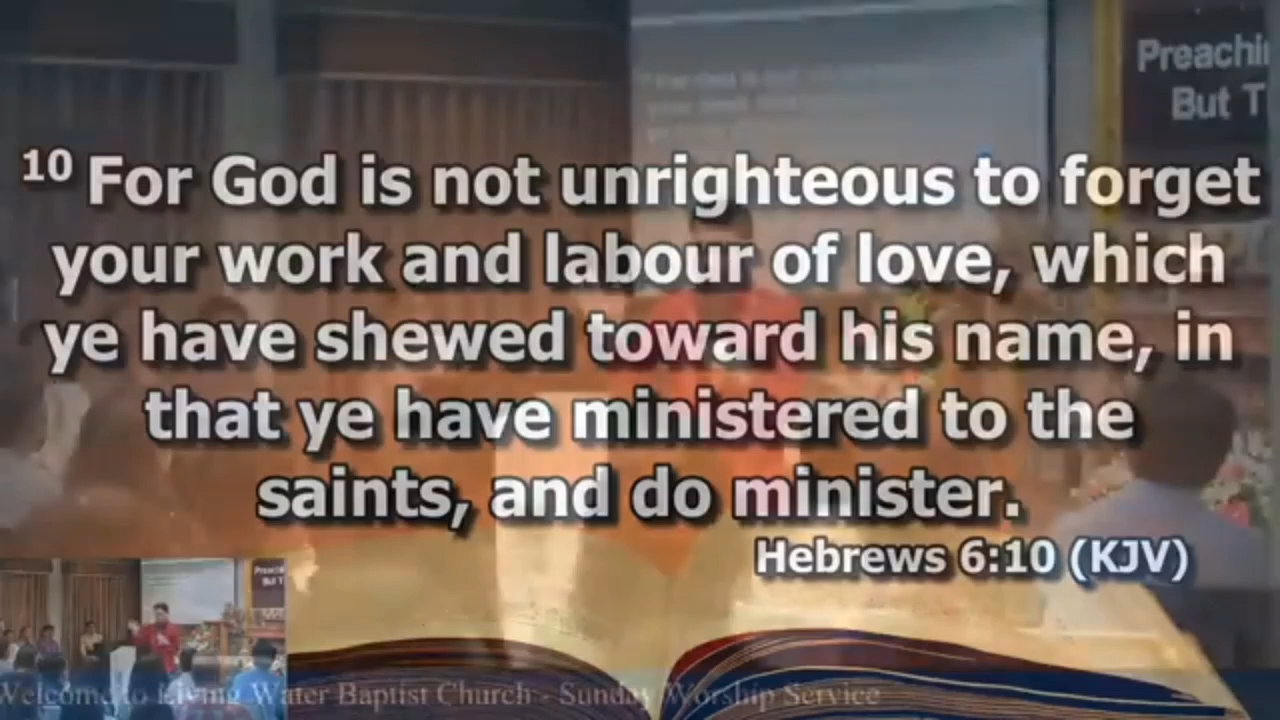 Preachi
But T
10 For God is not unrighteous to forget
your work and labour of love, which
ye have shewed toward his name, in
that ye have ministered to the
saints, and do minister.
Hebrews 6:10 (KJV)
Welcome to Living Water Baptist Church - Sunday Worship Service